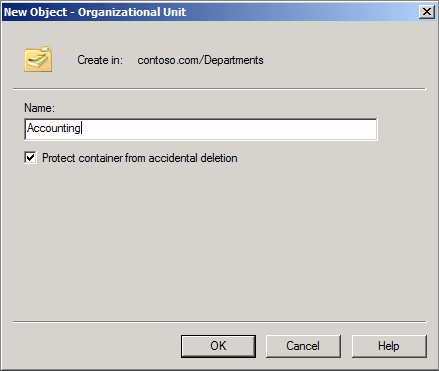 New Object - Organizational Unit
Create in: contoso.com/Departments
Name:
Accounting
Protect container from accidental deletion
OK Cancel Help